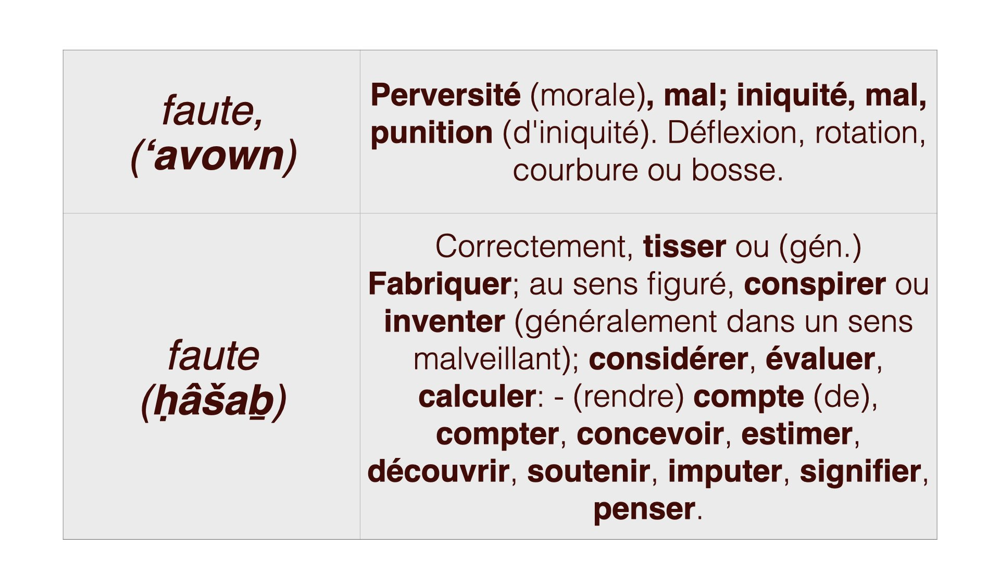 faute,
(‘avown)
Perversité (morale), mal; iniquité, mal,
punition (d'iniquité). Déflexion, rotation,
courbure ou bosse.
faute
(ḥâšaḇ)
Correctement, tisser ou (gén.)
Fabriquer; au sens figuré, conspirer ou
inventer (généralement dans un sens
malveillant); considérer, évaluer,
calculer: - (rendre) compte (de),
compter, concevoir, estimer,
découvrir, soutenir, imputer, signifier,
penser.